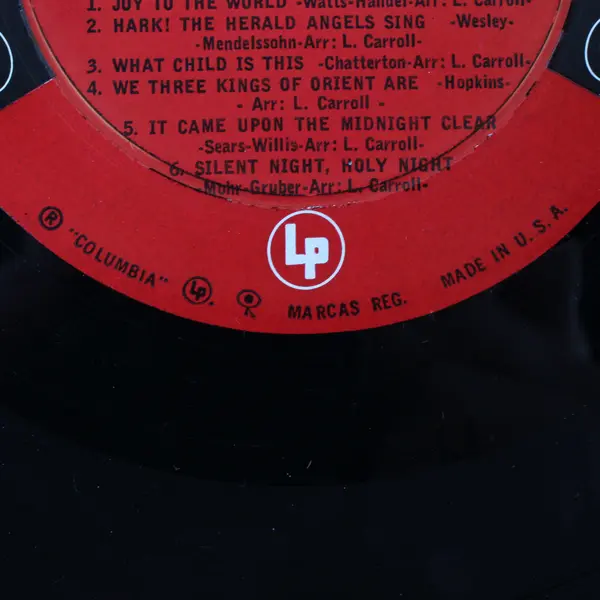 1. JOY TO THE WORLD -Watts-Handel-Arr: L. Carroll-
2. HARK! THE HERALD ANGELS SING -Wesley-
-Mendelssohn-Arr: L. Carroll-
3. WHAT CHILD IS THIS -Chatterton-Arr: L. Carroll-
4. WE THREE KINGS OF ORIENT ARE -Hopkins-
- Arr: L. Carroll -
5. IT CAME UPON THE MIDNIGHT CLEAR
-Sears-Willis-Arr: L. Carroll-
6. SILENT NIGHT, HOLY NIGHT
-Mohr-Gruber-Arr: L. Carroll-
LP
® "COLUMBIA" LP. MARCAS REG. MADE IN U.S.A.